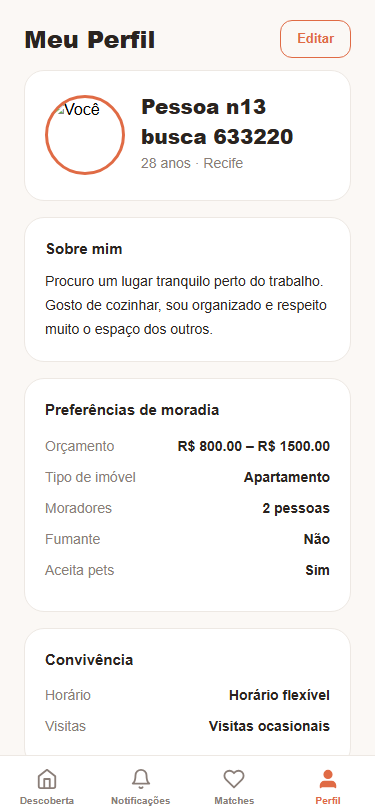 Meu Perfil
Editar
Você
Pessoa n13
busca 633220
28 anos · Recife
Sobre mim
Procuro um lugar tranquilo perto do trabalho.
Gosto de cozinhar, sou organizado e respeito
muito o espaço dos outros.
Preferências de moradia
Orçamento R$ 800.00 – R$ 1500.00
Tipo de imóvel Apartamento
Moradores 2 pessoas
Fumante Não
Aceita pets Sim
Convivência
Horário Horário flexível
Visitas Visitas ocasionais
Descoberta Notificações Matches Perfil